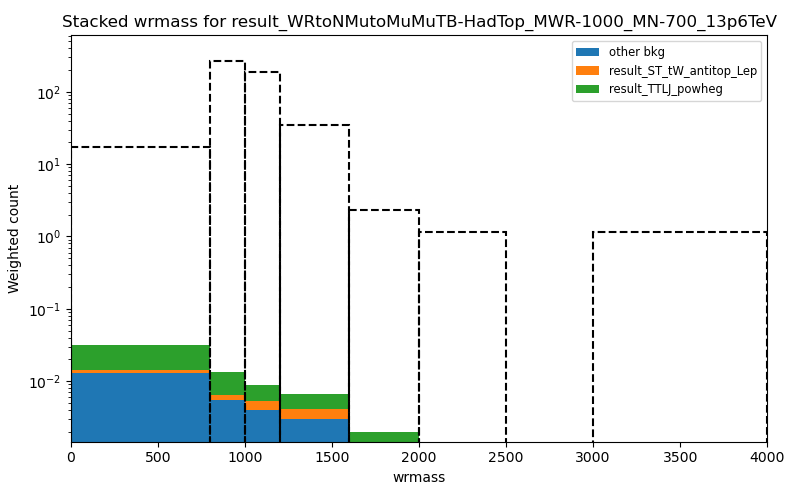 Stacked wrmass for result_WRtoNMutoMuMuTB-HadTop_MWR-1000_MN-700_13p6TeV
other bkg
result_ST_tW_antitop_Lep
result_TTLJ_powheg
Weighted count
10²
10¹
10⁰
10⁻¹
10⁻²
0 500 1000 1500 2000 2500 3000 3500 4000
wrmass